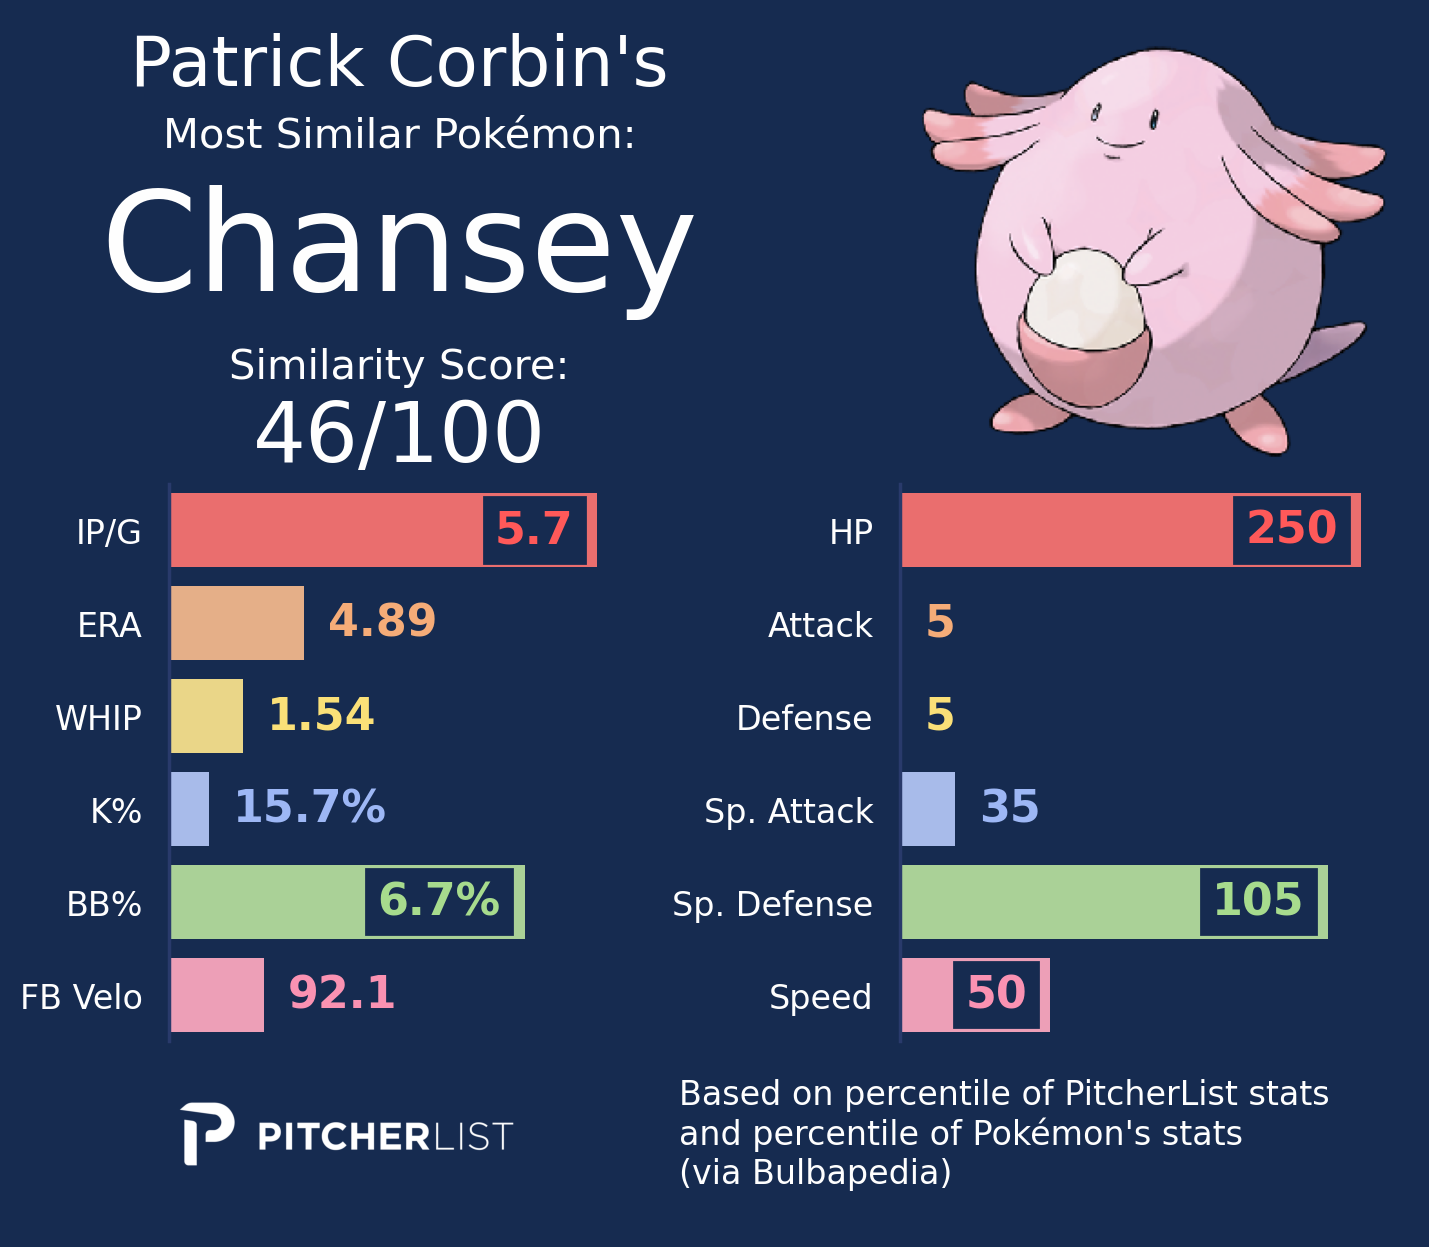 Patrick Corbin's
Most Similar Pokémon:
Chansey
Similarity Score:
46/100
IP/G 5.7
ERA 4.89
WHIP 1.54
K% 15.7%
BB% 6.7%
FB Velo 92.1
HP 250
Attack 5
Defense 5
Sp. Attack 35
Sp. Defense 105
Speed 50
PITCHERLIST
Based on percentile of PitcherList stats
and percentile of Pokémon's stats
(via Bulbapedia)